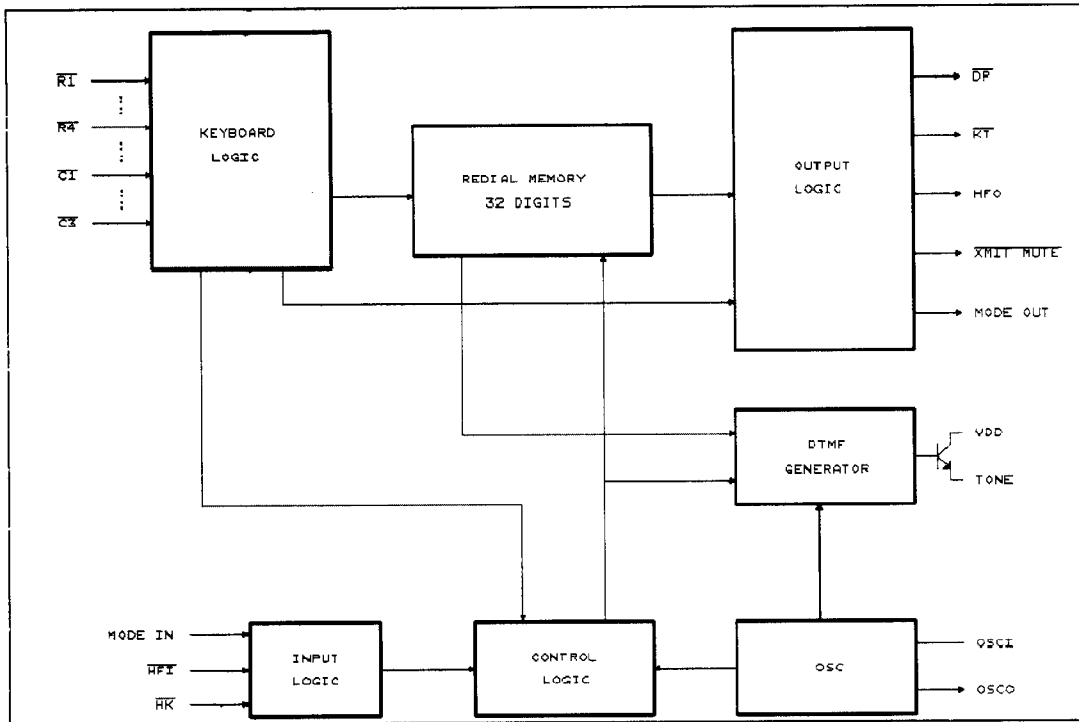 R1
R4
C1
C3
KEYBOARD
LOGIC
REDIAL MEMORY
32 DIGITS
OUTPUT
LOGIC
DP
KT
HFO
XMIT MUTE
MODE OUT
DTMF
GENERATOR
VDD
TONE
MODE IN
HFI
HK
INPUT
LOGIC
CONTROL
LOGIC
OSC
OSCI
OSCO